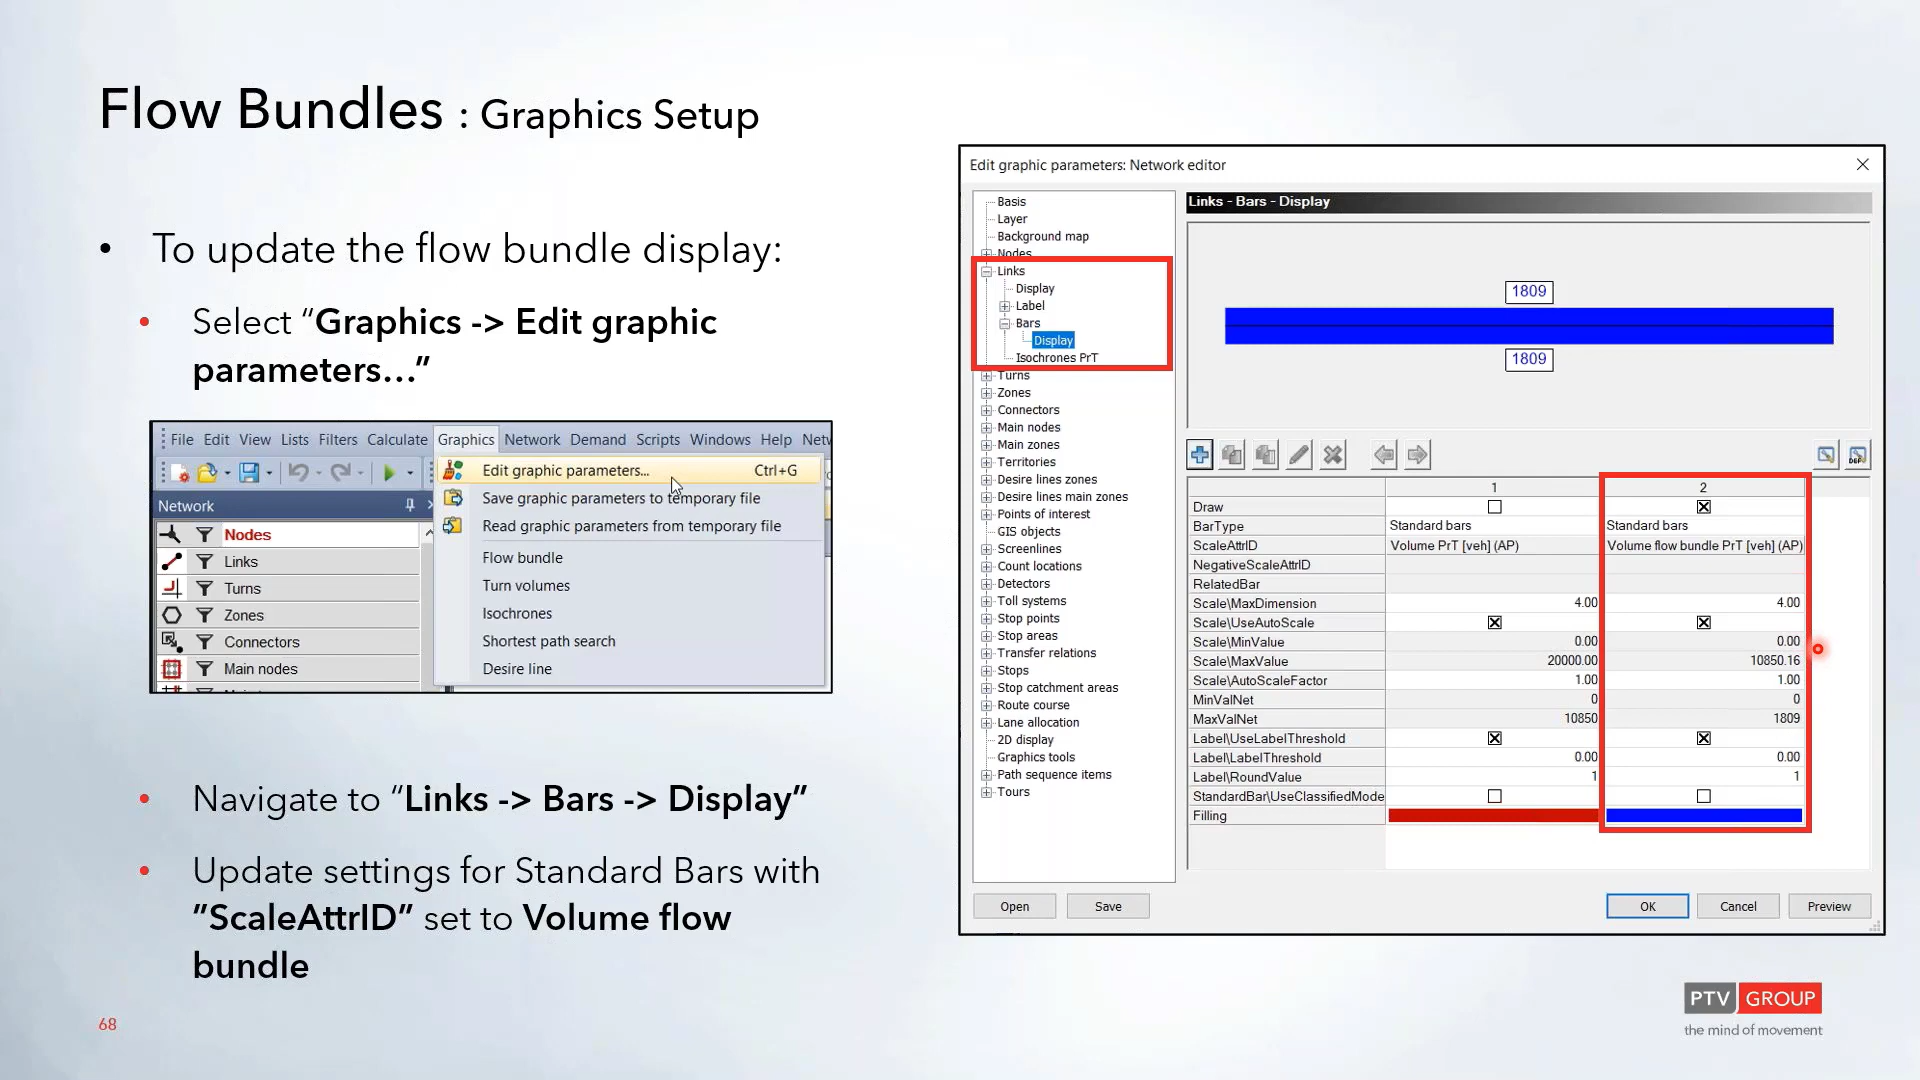 Flow Bundles : Graphics Setup
• To update the flow bundle display:
• Select “Graphics -> Edit graphic
parameters…”
File Edit View Lists Filters Calculate Graphics Network Demand Scripts Windows Help Netv
Edit graphic parameters... Ctrl+G
Save graphic parameters to temporary file
Read graphic parameters from temporary file
Flow bundle
Turn volumes
Isochrones
Shortest path search
Desire line
Network
Nodes
Links
Turns
Zones
Connectors
Main nodes
• Navigate to “Links -> Bars -> Display”
• Update settings for Standard Bars with
”ScaleAttrID” set to Volume flow
bundle
68
Edit graphic parameters: Network editor
Basis
Layer
Background map
Nodes
Links
Display
Label
Bars
Display
Isochrones PrT
Turns
Zones
Connectors
Main nodes
Main zones
Territories
Desire lines zones
Desire lines main zones
Points of interest
GIS objects
Screenlines
Count locations
Detectors
Toll systems
Stop points
Stop areas
Transfer relations
Stops
Stop catchment areas
Route course
Lane allocation
2D display
Graphics tools
Path sequence items
Tours
Links - Bars - Display
1809
1809
1 2
Draw
BarType Standard bars Standard bars
ScaleAttrID Volume PrT [veh] (AP) Volume flow bundle PrT [veh] (AP)
NegativeScaleAttrID
RelatedBar
Scale\MaxDimension 4.00 4.00
Scale\UseAutoScale
Scale\MinValue 0.00 0.00
Scale\MaxValue 20000.00 10850.16
Scale\AutoScaleFactor 1.00 1.00
MinValNet 0 0
MaxValNet 10850 1809
Label\UseLabelThreshold
Label\LabelThreshold 0.00 0.00
Label\RoundValue 1 1
StandardBar\UseClassifiedMode
Filling
Open Save OK Cancel Preview
PTV GROUP
the mind of movement